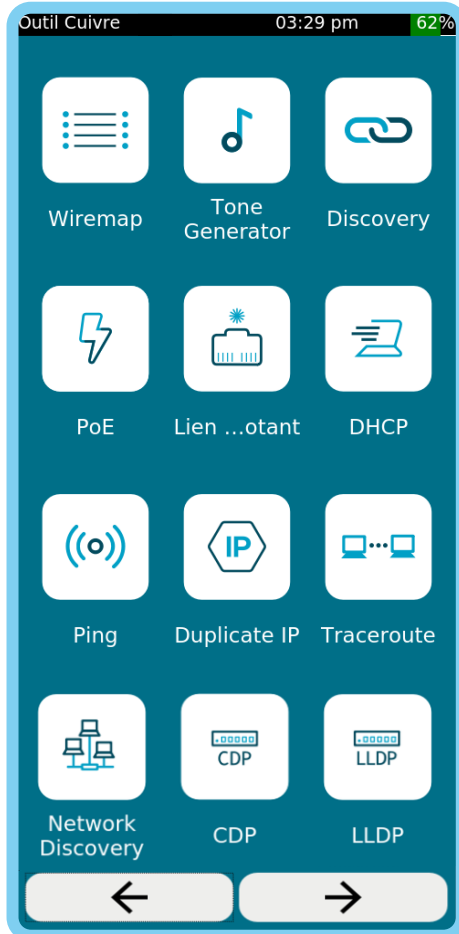 Outil Cuivre 03:29 pm 62%
Wiremap
Tone
Generator
Discovery
PoE
Lien ...otant
DHCP
IP
Ping
Duplicate IP
Traceroute
CDP
LLDP
Network
Discovery
CDP
LLDP